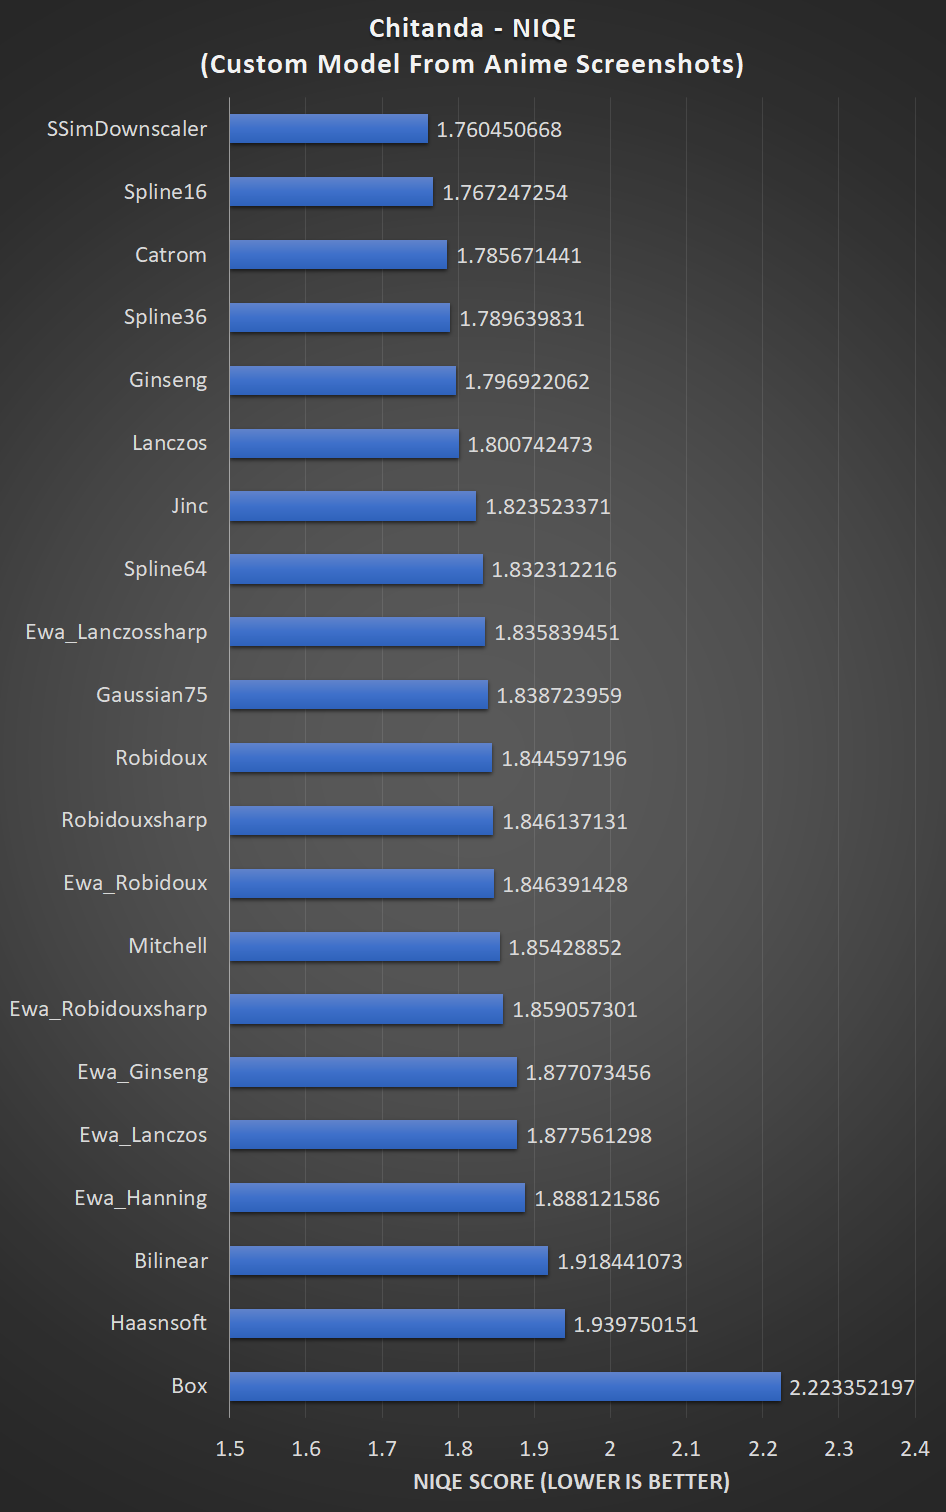 Chitanda - NIQE
(Custom Model From Anime Screenshots)
SSimDownscaler 1.760450668
Spline16 1.767247254
Catrom 1.785671441
Spline36 1.789639831
Ginseng 1.796922062
Lanczos 1.800742473
Jinc 1.823523371
Spline64 1.832312216
Ewa_Lanczossharp 1.835839451
Gaussian75 1.838723959
Robidoux 1.844597196
Robidouxsharp 1.846137131
Ewa_Robidoux 1.846391428
Mitchell 1.85428852
Ewa_Robidouxsharp 1.859057301
Ewa_Ginseng 1.877073456
Ewa_Lanczos 1.877561298
Ewa_Hanning 1.888121586
Bilinear 1.918441073
Haasnsoft 1.939750151
Box 2.223352197
1.5 1.6 1.7 1.8 1.9 2 2.1 2.2 2.3 2.4
NIQE SCORE (LOWER IS BETTER)